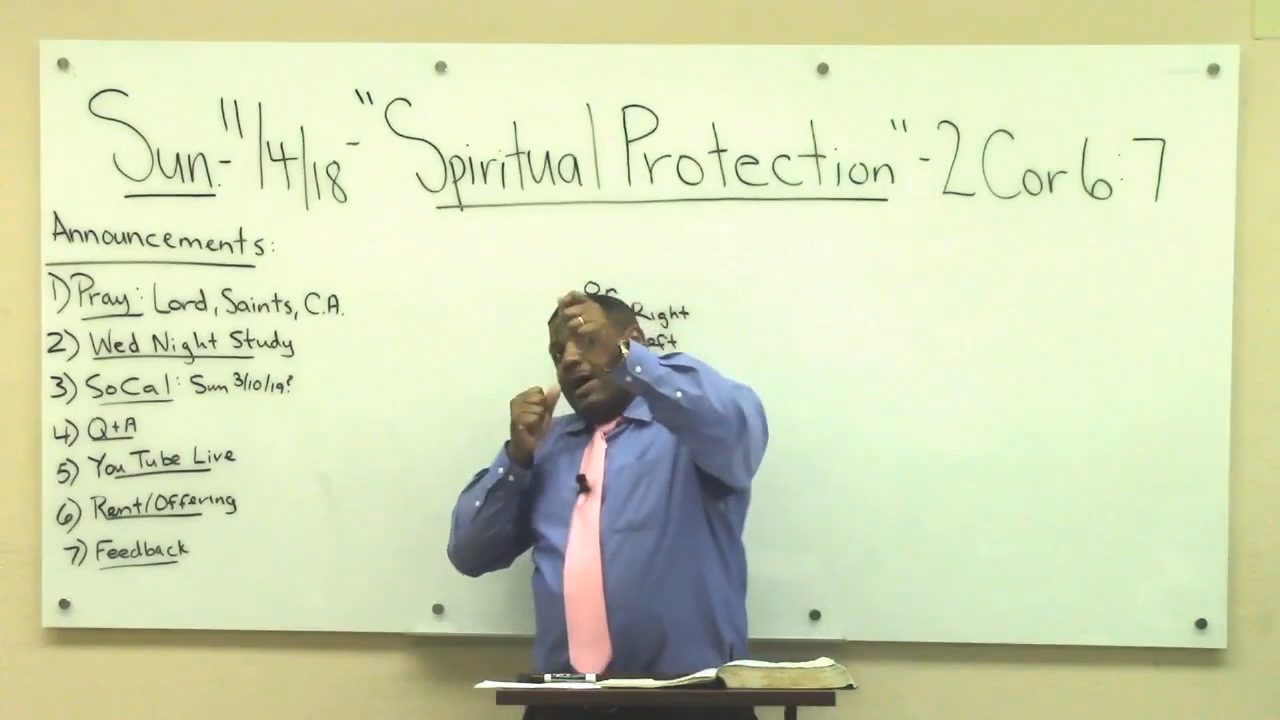 Sun.-11/4/18-"Spiritual Protection"-2 Cor 6:7
Announcements:
1) Pray: Lord, Saints, C.A.
2) Wed Night Study
3) SoCal: Sun 3/10/19?
4) Q+A
5) YouTube Live
6) Rent/Offering
7) Feedback
On
Right